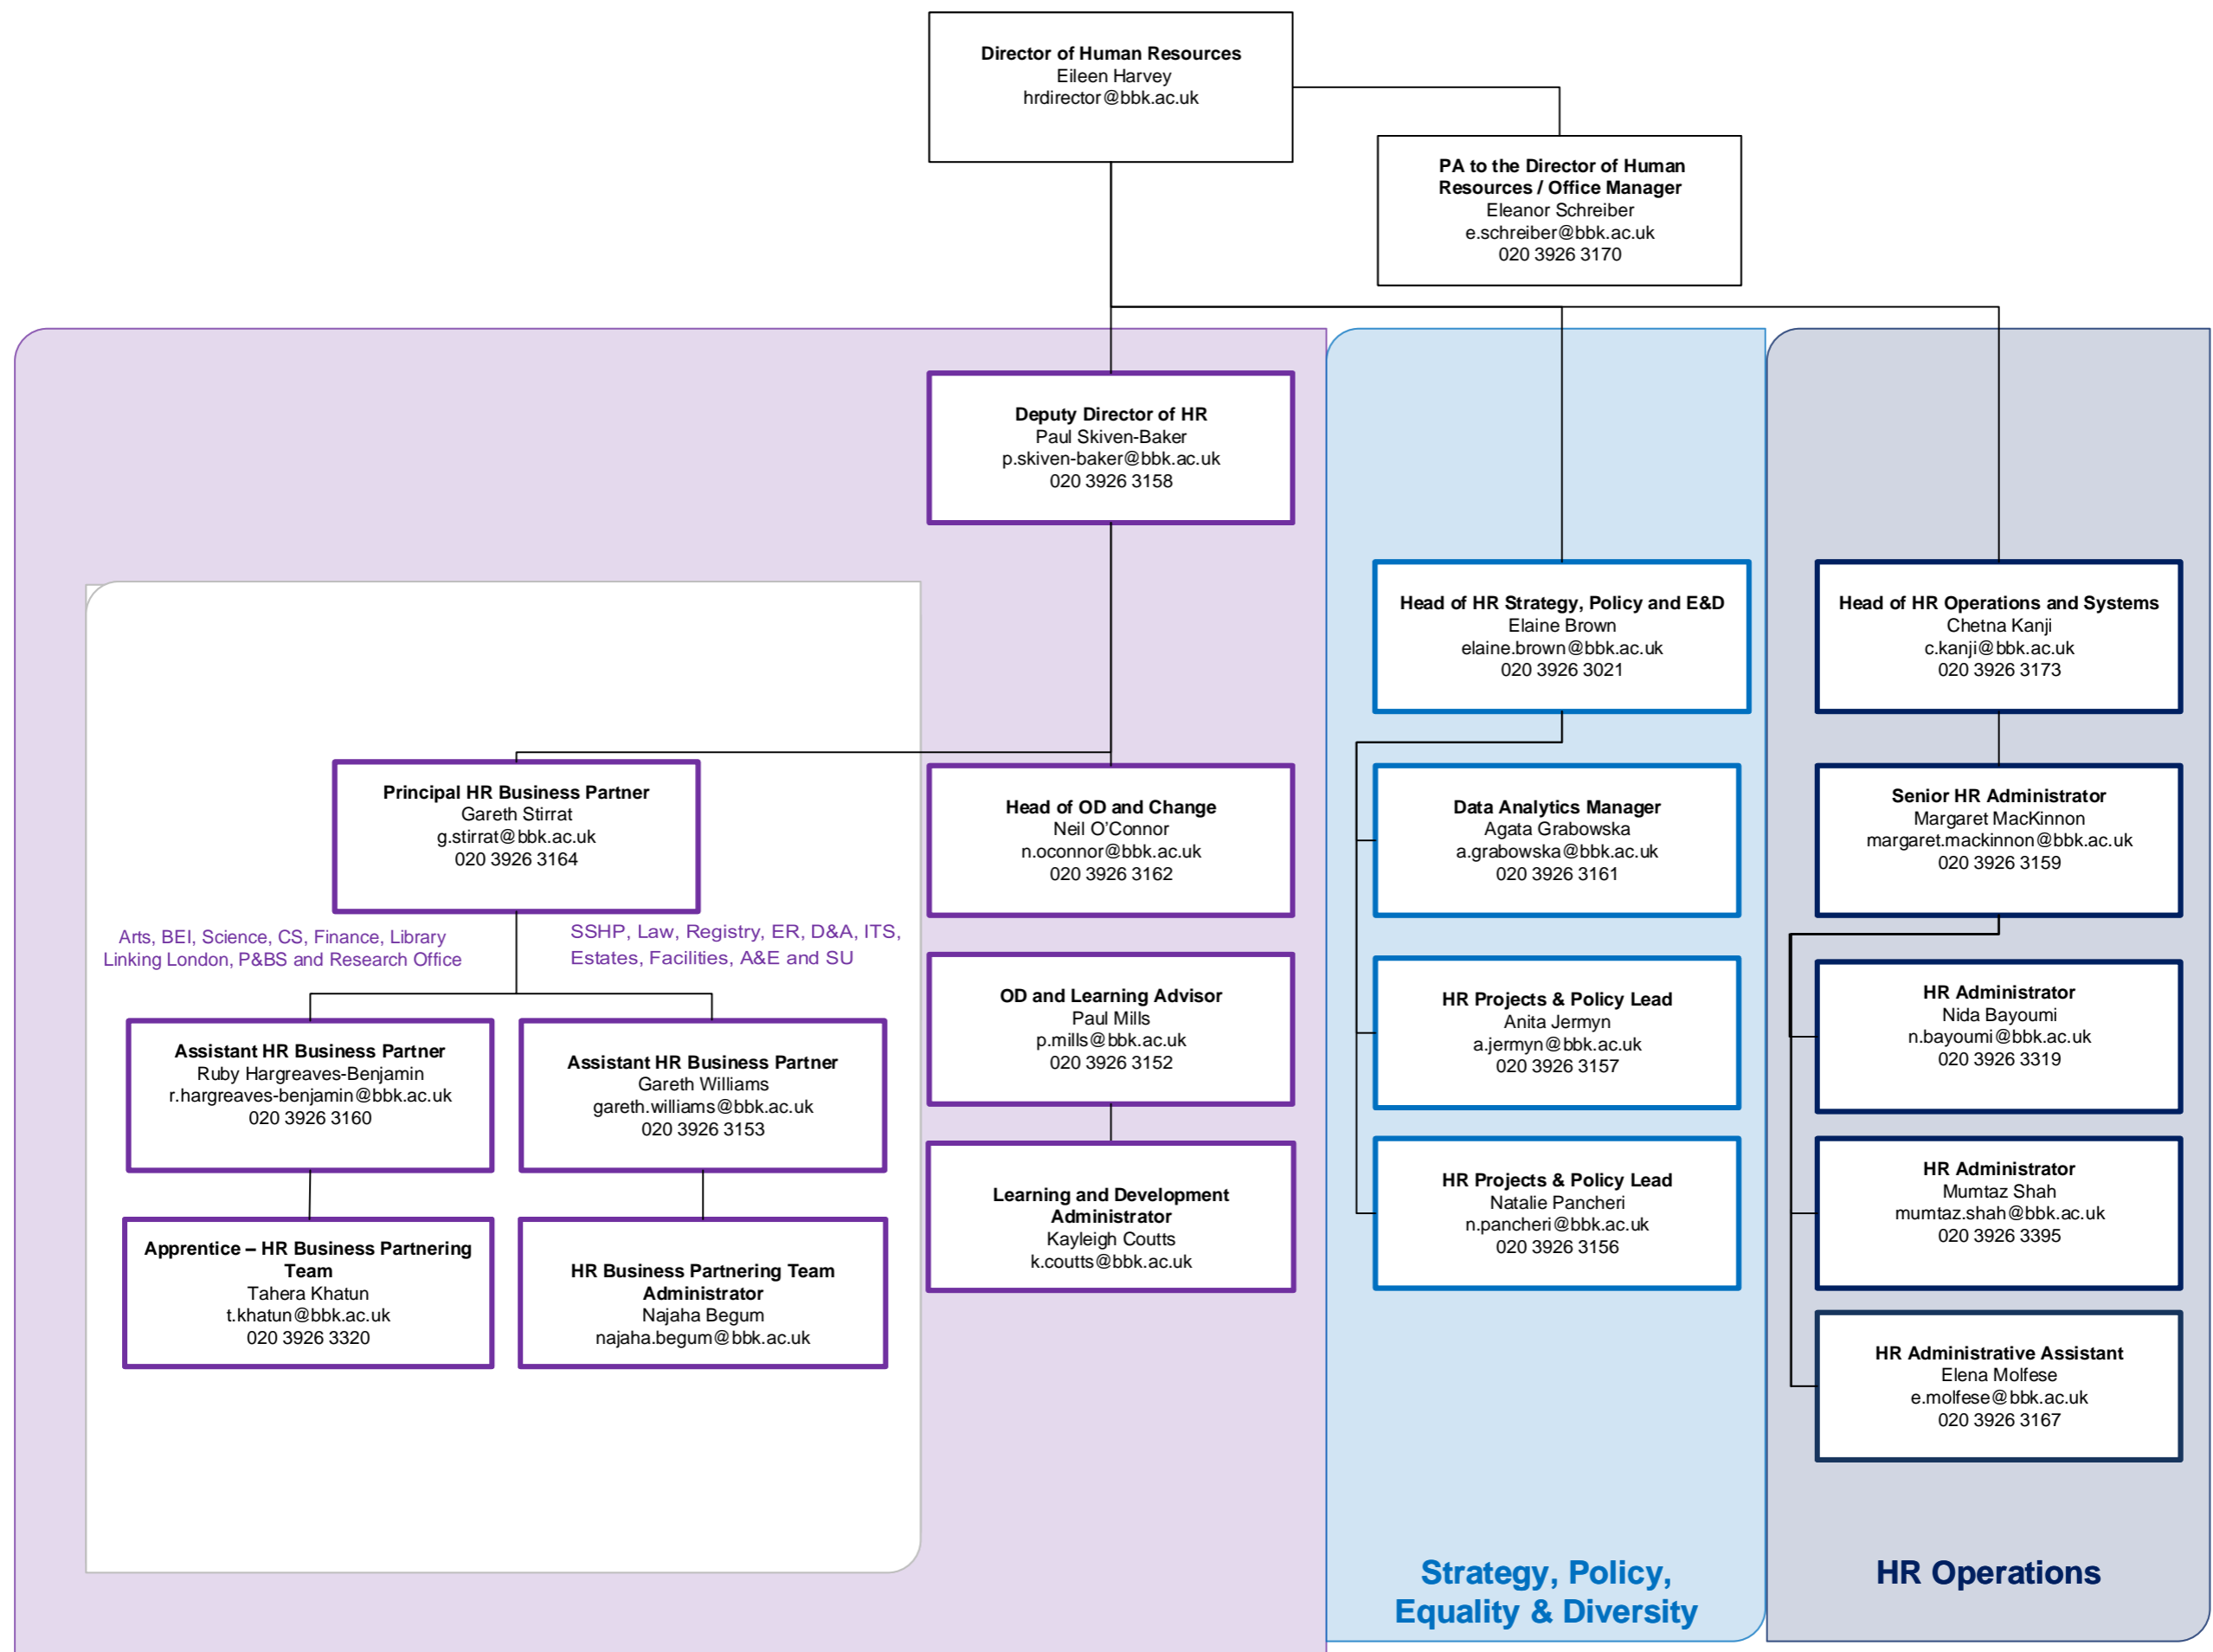 Director of Human Resources
Eileen Harvey
hrdirector@bbk.ac.uk
PA to the Director of Human
Resources / Office Manager
Eleanor Schreiber
e.schreiber@bbk.ac.uk
020 3926 3170
Deputy Director of HR
Paul Skiven-Baker
p.skiven-baker@bbk.ac.uk
020 3926 3158
Principal HR Business Partner
Gareth Stirrat
g.stirrat@bbk.ac.uk
020 3926 3164
Arts, BEI, Science, CS, Finance, Library
Linking London, P&BS and Research Office
SSHP, Law, Registry, ER, D&A, ITS,
Estates, Facilities, A&E and SU
Assistant HR Business Partner
Ruby Hargreaves-Benjamin
r.hargreaves-benjamin@bbk.ac.uk
020 3926 3160
Assistant HR Business Partner
Gareth Williams
gareth.williams@bbk.ac.uk
020 3926 3153
Apprentice – HR Business Partnering
Team
Tahera Khatun
t.khatun@bbk.ac.uk
020 3926 3320
HR Business Partnering Team
Administrator
Najaha Begum
najaha.begum@bbk.ac.uk
Head of OD and Change
Neil O'Connor
n.oconnor@bbk.ac.uk
020 3926 3162
OD and Learning Advisor
Paul Mills
p.mills@bbk.ac.uk
020 3926 3152
Learning and Development
Administrator
Kayleigh Coutts
k.coutts@bbk.ac.uk
Head of HR Strategy, Policy and E&D
Elaine Brown
elaine.brown@bbk.ac.uk
020 3926 3021
Data Analytics Manager
Agata Grabowska
a.grabowska@bbk.ac.uk
020 3926 3161
HR Projects & Policy Lead
Anita Jermyn
a.jermyn@bbk.ac.uk
020 3926 3157
HR Projects & Policy Lead
Natalie Pancheri
n.pancheri@bbk.ac.uk
020 3926 3156
Strategy, Policy,
Equality & Diversity
Head of HR Operations and Systems
Chetna Kanji
c.kanji@bbk.ac.uk
020 3926 3173
Senior HR Administrator
Margaret MacKinnon
margaret.mackinnon@bbk.ac.uk
020 3926 3159
HR Administrator
Nida Bayoumi
n.bayoumi@bbk.ac.uk
020 3926 3319
HR Administrator
Mumtaz Shah
mumtaz.shah@bbk.ac.uk
020 3926 3395
HR Administrative Assistant
Elena Molfese
e.molfese@bbk.ac.uk
020 3926 3167
HR Operations